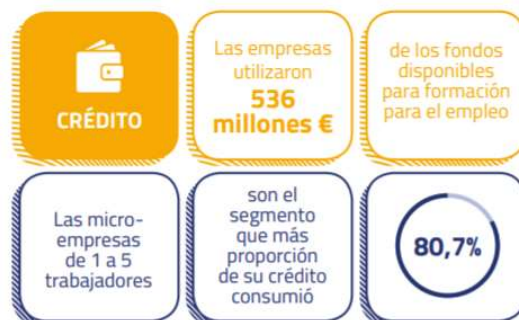 CRÉDITO
Las empresas
utilizaron
536
millones €
de los fondos
disponibles
para formación
para el empleo
Las micro-
empresas
de 1 a 5
trabajadores
son el
segmento
que más
proporción
de su crédito
consumió
80,7%